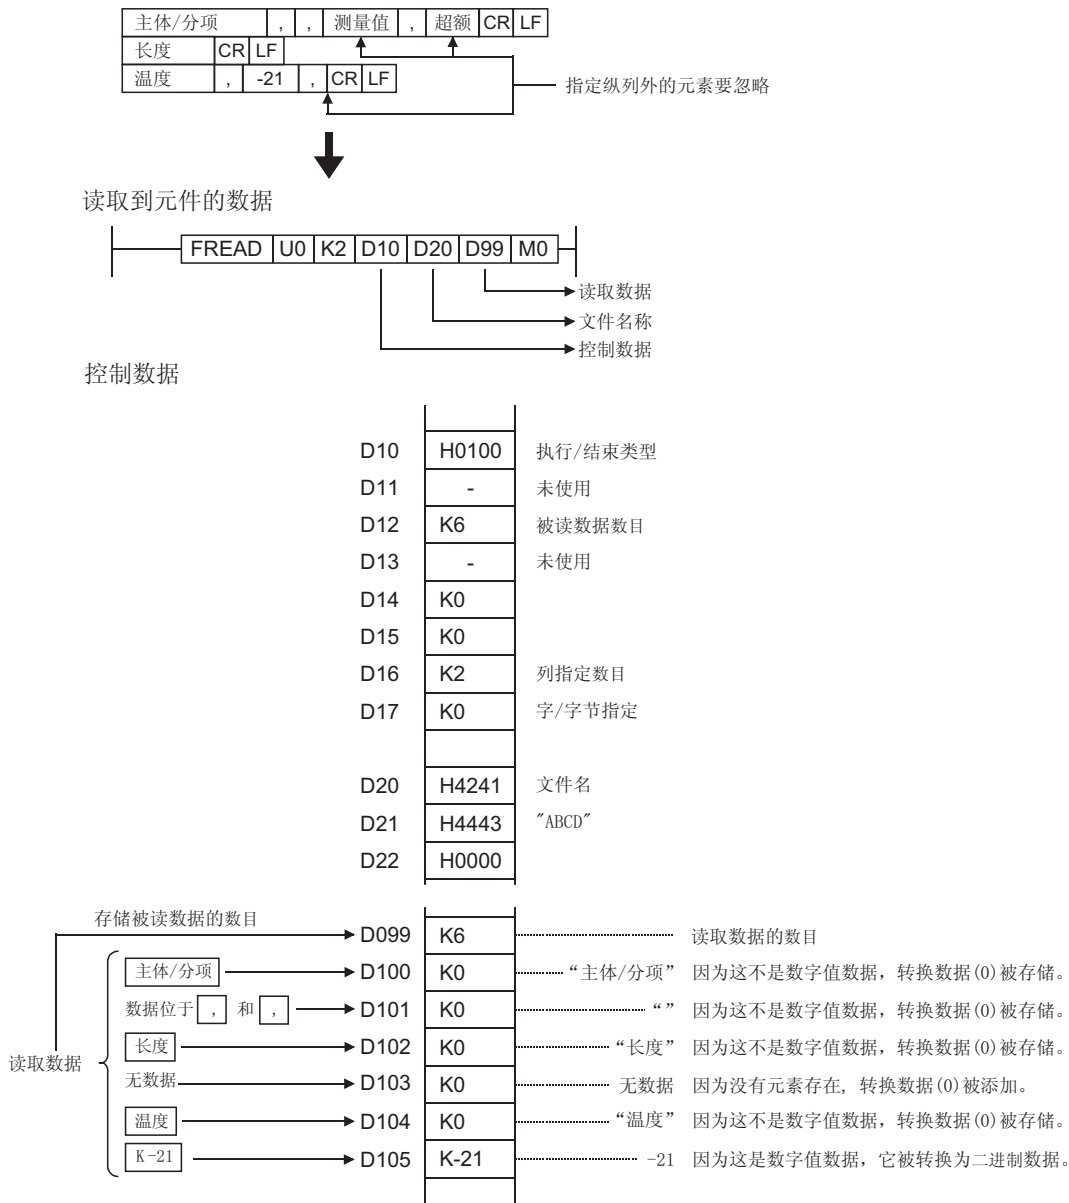 主体/分项 , , 测量值 , 超额 CR LF
长度 CR LF
温度 , -21 , CR LF
指定纵列外的元素要忽略
读取到元件的数据
FREAD U0 K2 D10 D20 D99 M0
读取数据
文件名称
控制数据
控制数据
D10 H0100 执行/结束类型
D11 - 未使用
D12 K6 被读数据数目
D13 - 未使用
D14 K0
D15 K0
D16 K2 列指定数目
D17 K0 字/字节指定
D20 H4241 文件名
D21 H4443 "ABCD"
D22 H0000
存储被读数据的数目
D099 K6 读取数据的数目
主体/分项 D100 K0 “主体/分项” 因为这不是数字值数据，转换数据(0)被存储。
数据位于 , 和 , D101 K0 “” 因为这不是数字值数据，转换数据(0)被存储。
长度 D102 K0 “长度” 因为这不是数字值数据，转换数据(0)被存储。
读取数据
无数据 D103 K0 无数据 因为没有元素存在, 转换数据(0)被添加。
温度 D104 K0 “温度” 因为这不是数字值数据，转换数据(0)被存储。
K-21 D105 K-21 -21 因为这是数字值数据，它被转换为二进制数据。